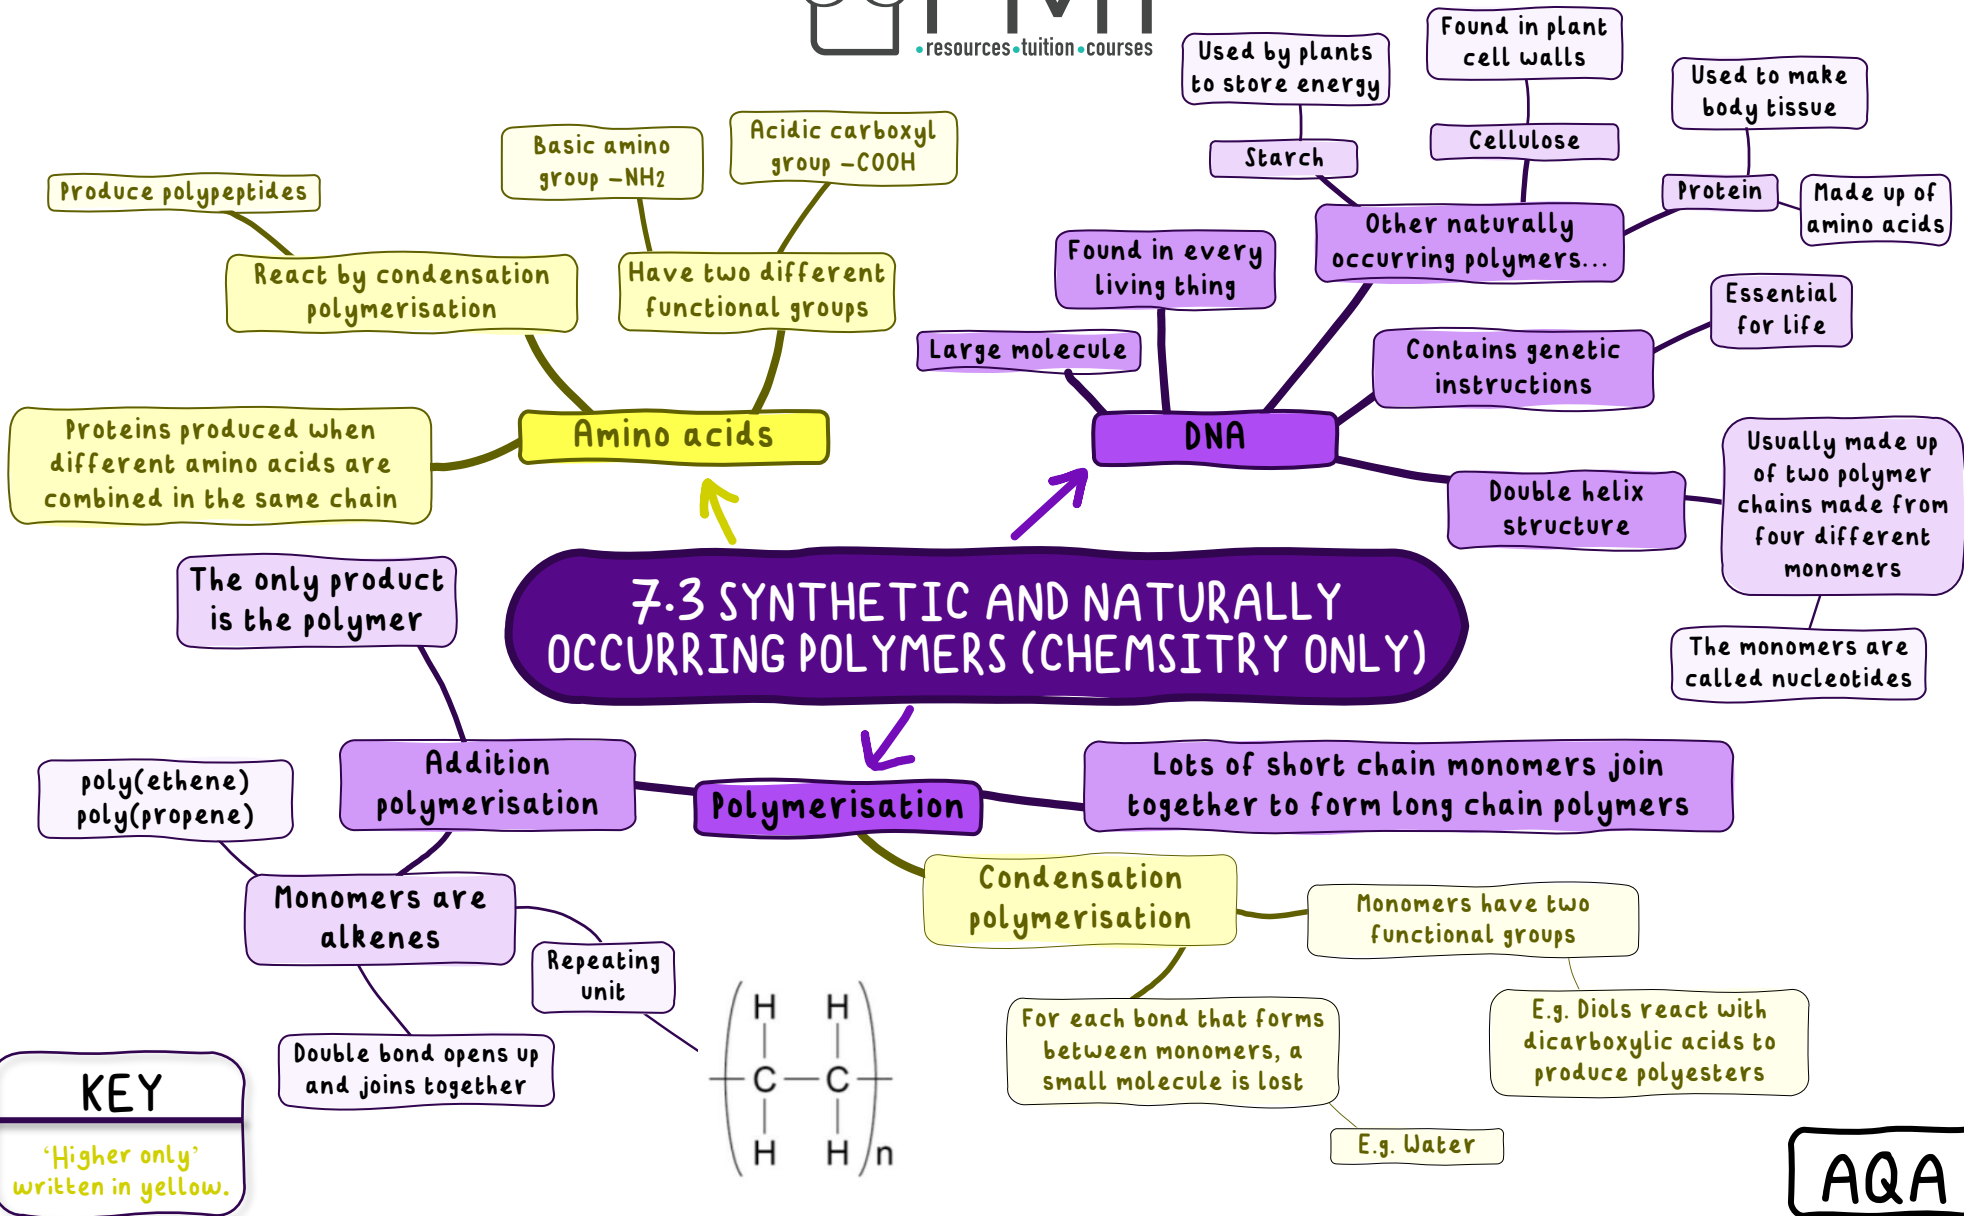 PMT
•resources•tuition•courses
Used by plants
to store energy
Found in plant
cell walls
Used to make
body tissue
Starch
Cellulose
Protein
Made up of
amino acids
Other naturally
occurring polymers...
Found in every
living thing
Large molecule
Contains genetic
instructions
Essential
for life
DNA
Double helix
structure
Usually made up
of two polymer
chains made from
four different
monomers
The monomers are
called nucleotides
Basic amino
group –NH2
Acidic carboxyl
group –COOH
Produce polypeptides
React by condensation
polymerisation
Have two different
functional groups
Amino acids
Proteins produced when
different amino acids are
combined in the same chain
7.3 SYNTHETIC AND NATURALLY
OCCURRING POLYMERS (CHEMSITRY ONLY)
The only product
is the polymer
Addition
polymerisation
Polymerisation
Lots of short chain monomers join
together to form long chain polymers
poly(ethene)
poly(propene)
Monomers are
alkenes
Repeating
unit
Double bond opens up
and joins together
H H
C C
H H n
Condensation
polymerisation
Monomers have two
functional groups
E.g. Diols react with
dicarboxylic acids to
produce polyesters
For each bond that forms
between monomers, a
small molecule is lost
E.g. Water
KEY
'Higher only'
written in yellow.
AQA